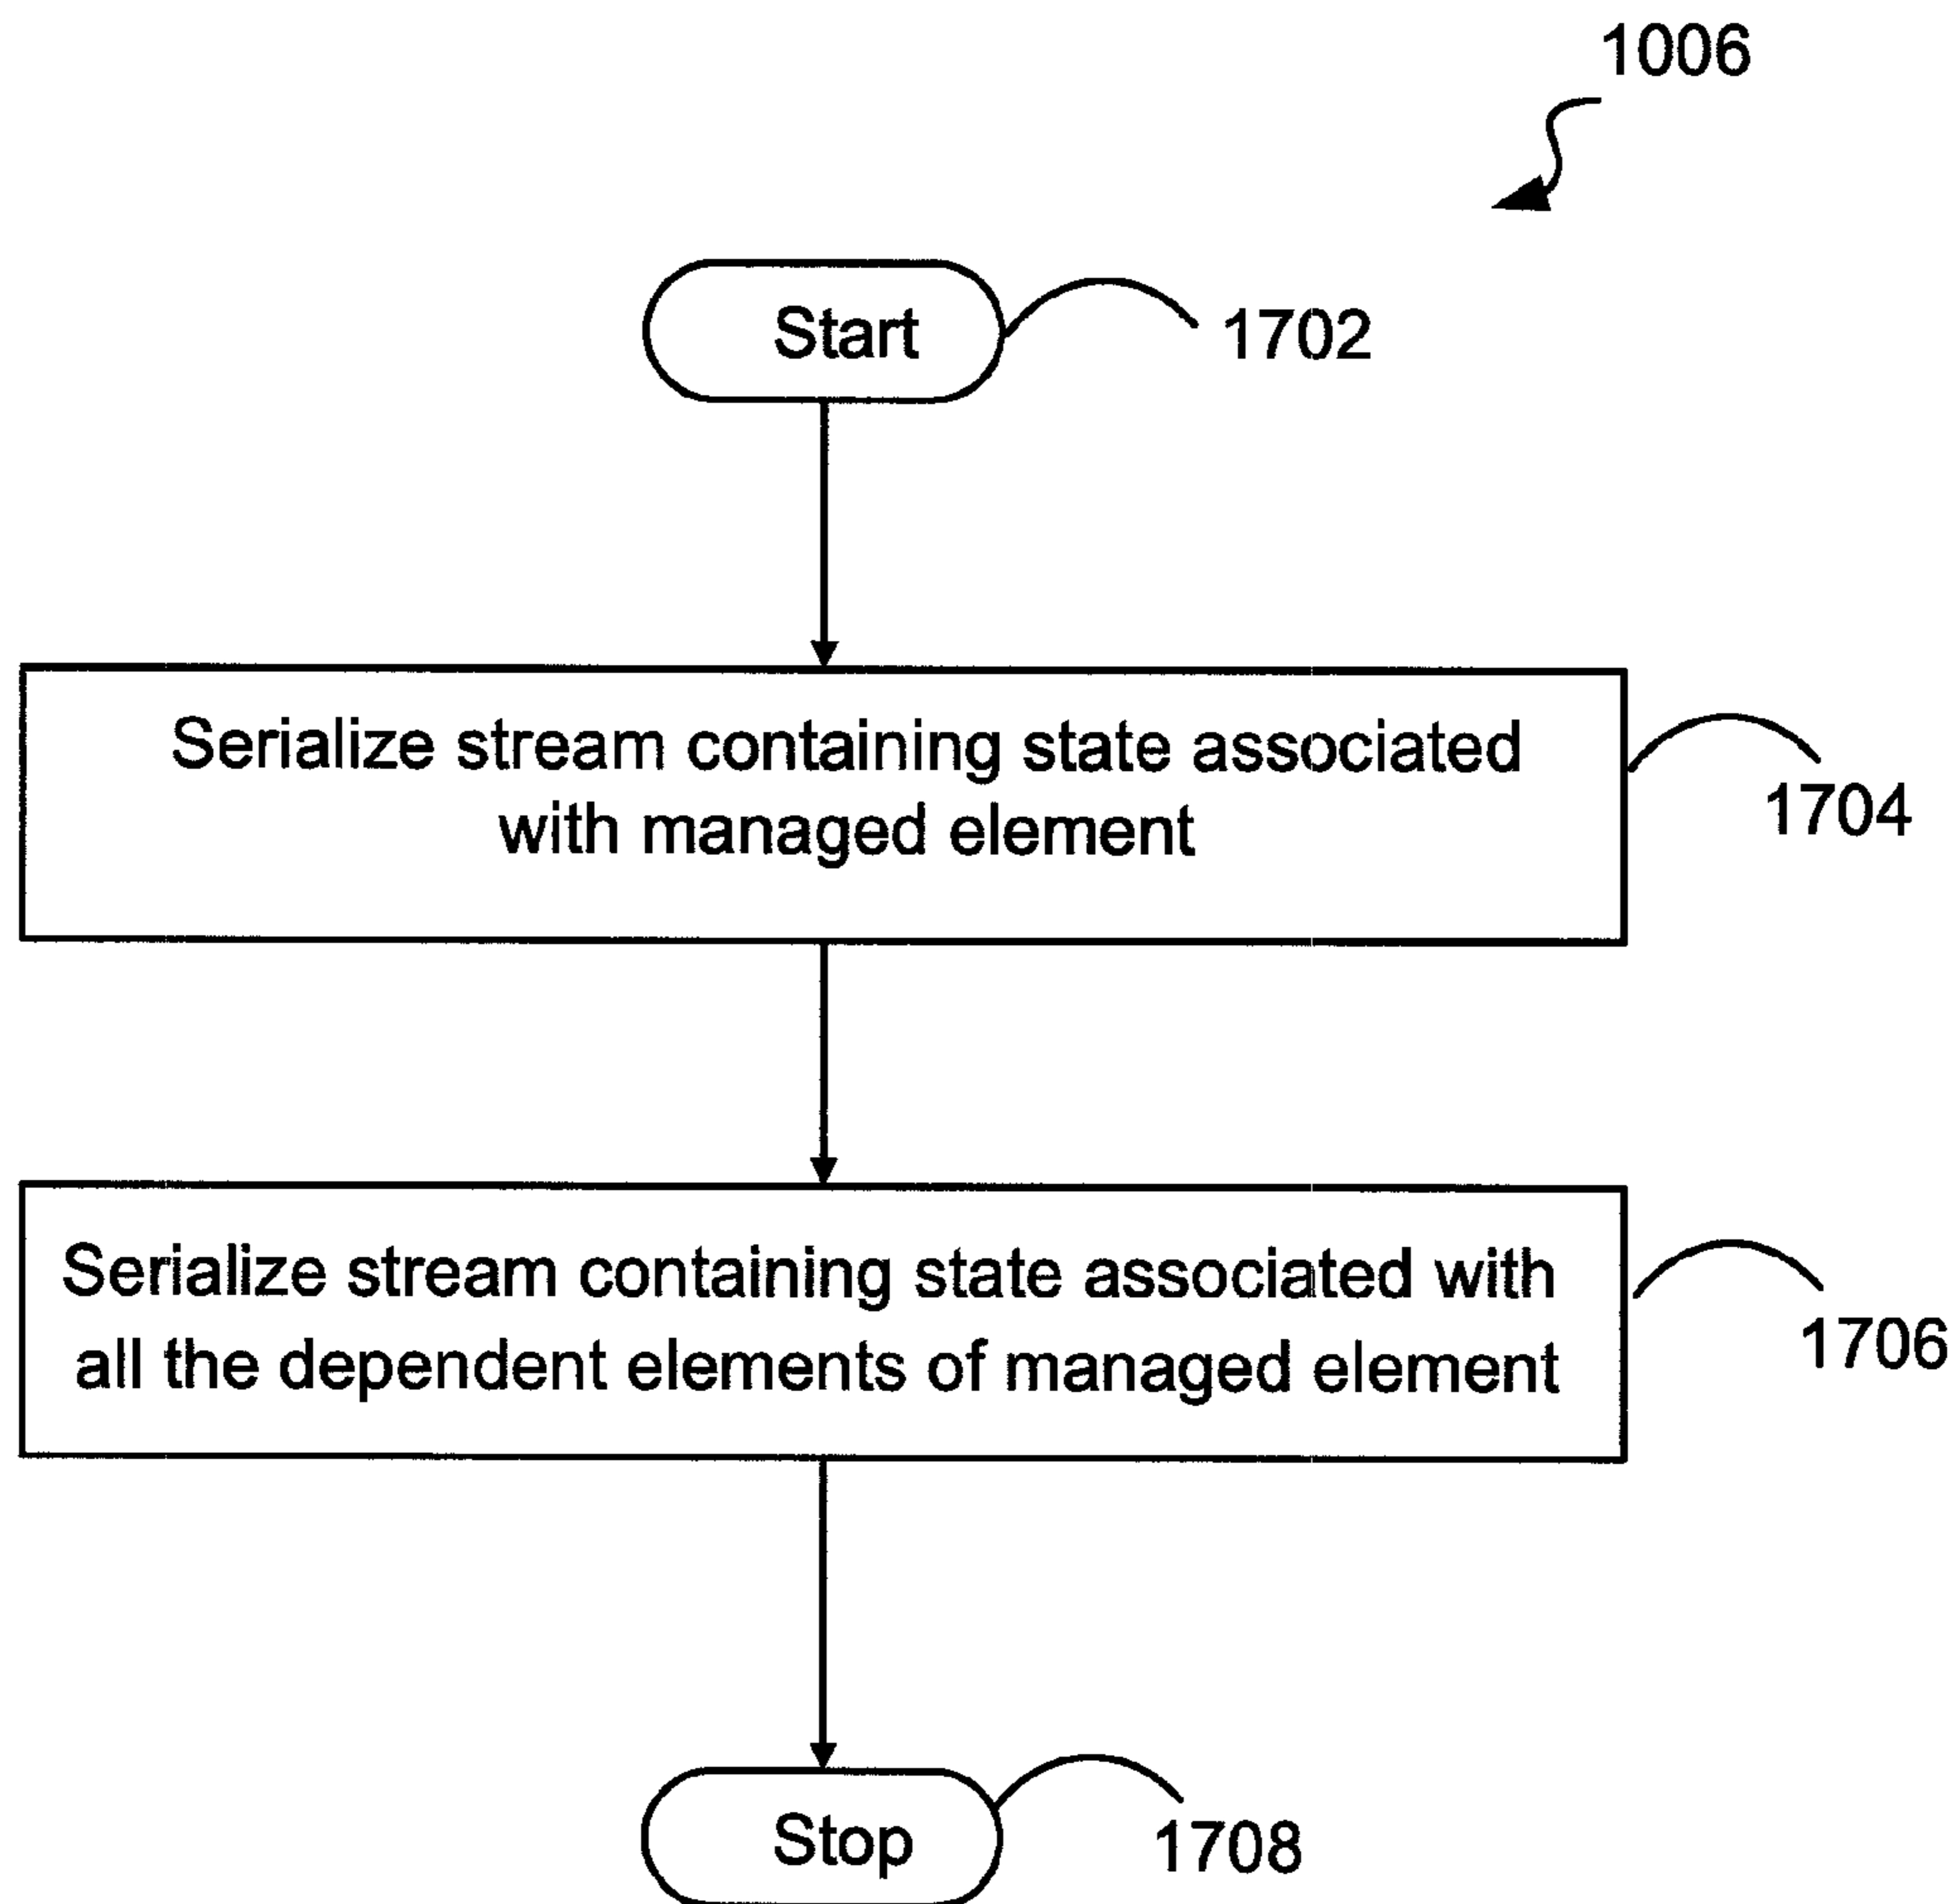 1006
Start
1702
Serialize stream containing state associated
with managed element
1704
Serialize stream containing state associated with
all the dependent elements of managed element
1706
Stop
1708